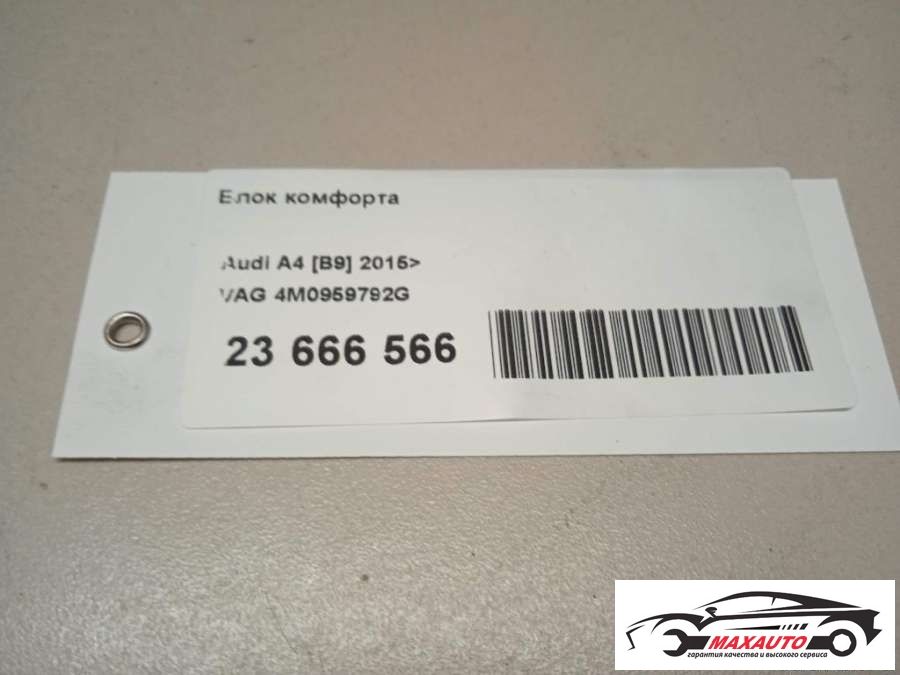 Блок комфорта
Audi A4 [B9] 2015>
VAG 4M0959792G
23 666 566
MAXAUTO
гарантия качества и высокого сервиса